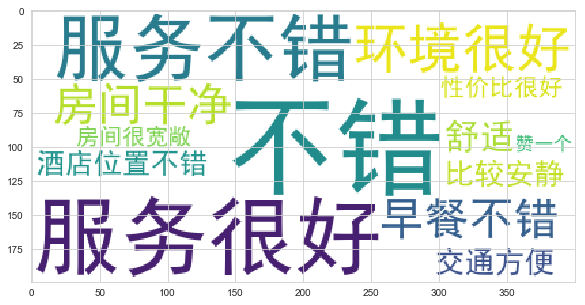 服务不错
环境很好
性价比很好
房间干净
不错
房间很宽敞
舒适
赞一个
酒店位置不错
比较安静
服务很好
早餐不错
交通方便
0
25
50
75
100
125
150
175
0 50 100 150 200 250 300 350